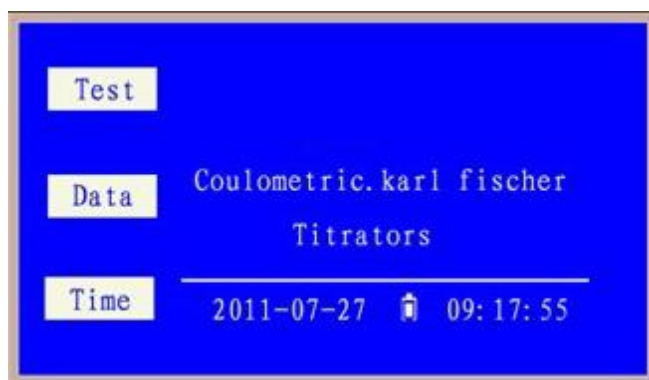 Test
Coulometric.karl fischer
Data
Titrators
Time
2011-07-27 09:17:55